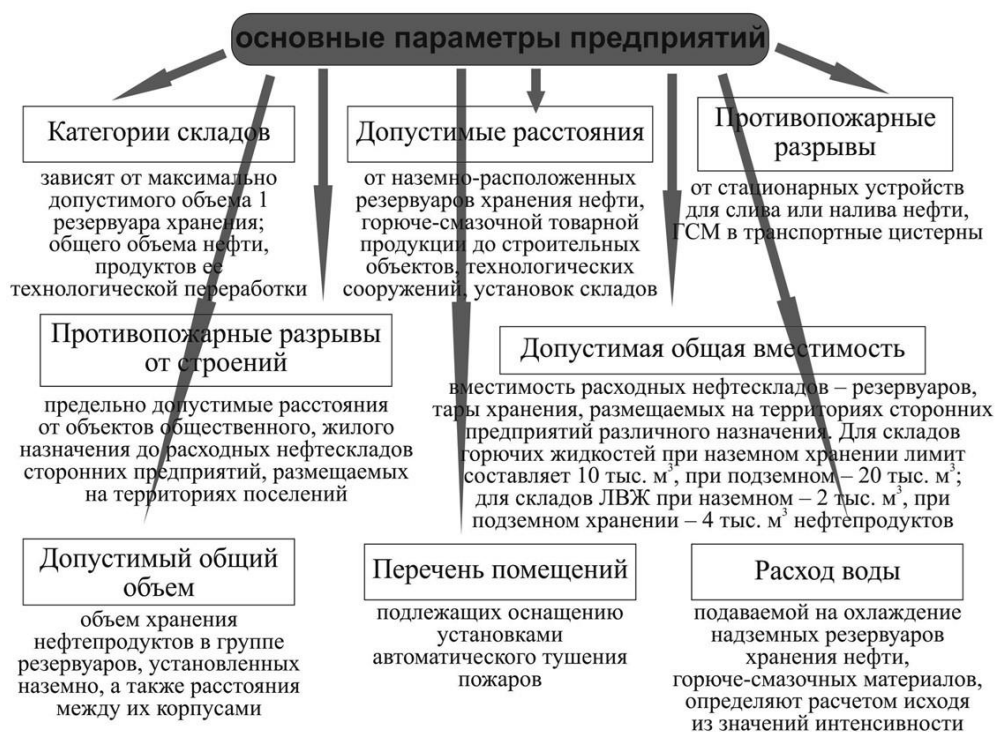 основные параметры предприятий
Категории складов
зависят от максимально
допустимого объема 1
резервуара хранения;
общего объема нефти,
продуктов ее
технологической переработки
Допустимые расстояния
от наземно-расположенных
резервуаров хранения нефти,
горюче-смазочной товарной
продукции до строительных
объектов, технологических
сооружений, установок складов
Противопожарные
разрывы
от стационарных устройств
для слива или налива нефти,
ГСМ в транспортные цистерны
Противопожарные разрывы
от строений
предельно допустимые расстояния
от объектов общественного, жилого
назначения до расходных нефтескладов
сторонних предприятий, размещаемых
на территориях поселений
Допустимая общая вместимость
вместимость расходных нефтескладов – резервуаров,
тары хранения, размещаемых на территориях сторонних
предприятий различного назначения. Для складов
горючих жидкостей при наземном хранении лимит
составляет 10 тыс. м³, при подземном – 20 тыс. м³;
для складов ЛВЖ при наземном – 2 тыс. м³, при
подземном хранении – 4 тыс. м³ нефтепродуктов
Допустимый общий
объем
объем хранения
нефтепродуктов в группе
резервуаров, установленных
наземно, а также расстояния
между их корпусами
Перечень помещений
подлежащих оснащению
установками
автоматического тушения
пожаров
Расход воды
подаваемой на охлаждение
надземных резервуаров
хранения нефти,
горюче-смазочных материалов,
определяют расчетом исходя
из значений интенсивности